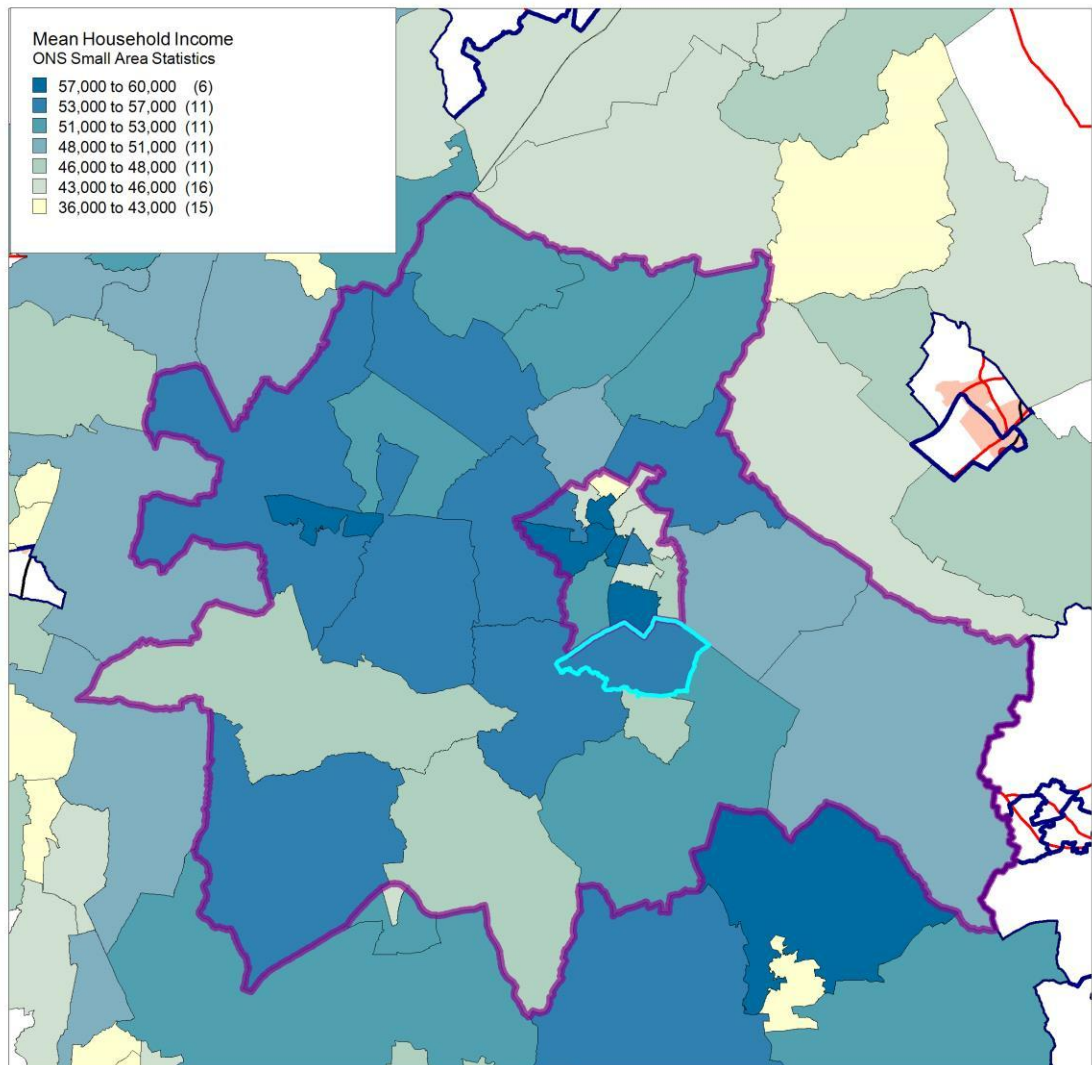 Mean Household Income
ONS Small Area Statistics
57,000 to 60,000 (6)
53,000 to 57,000 (11)
51,000 to 53,000 (11)
48,000 to 51,000 (11)
46,000 to 48,000 (11)
43,000 to 46,000 (16)
36,000 to 43,000 (15)